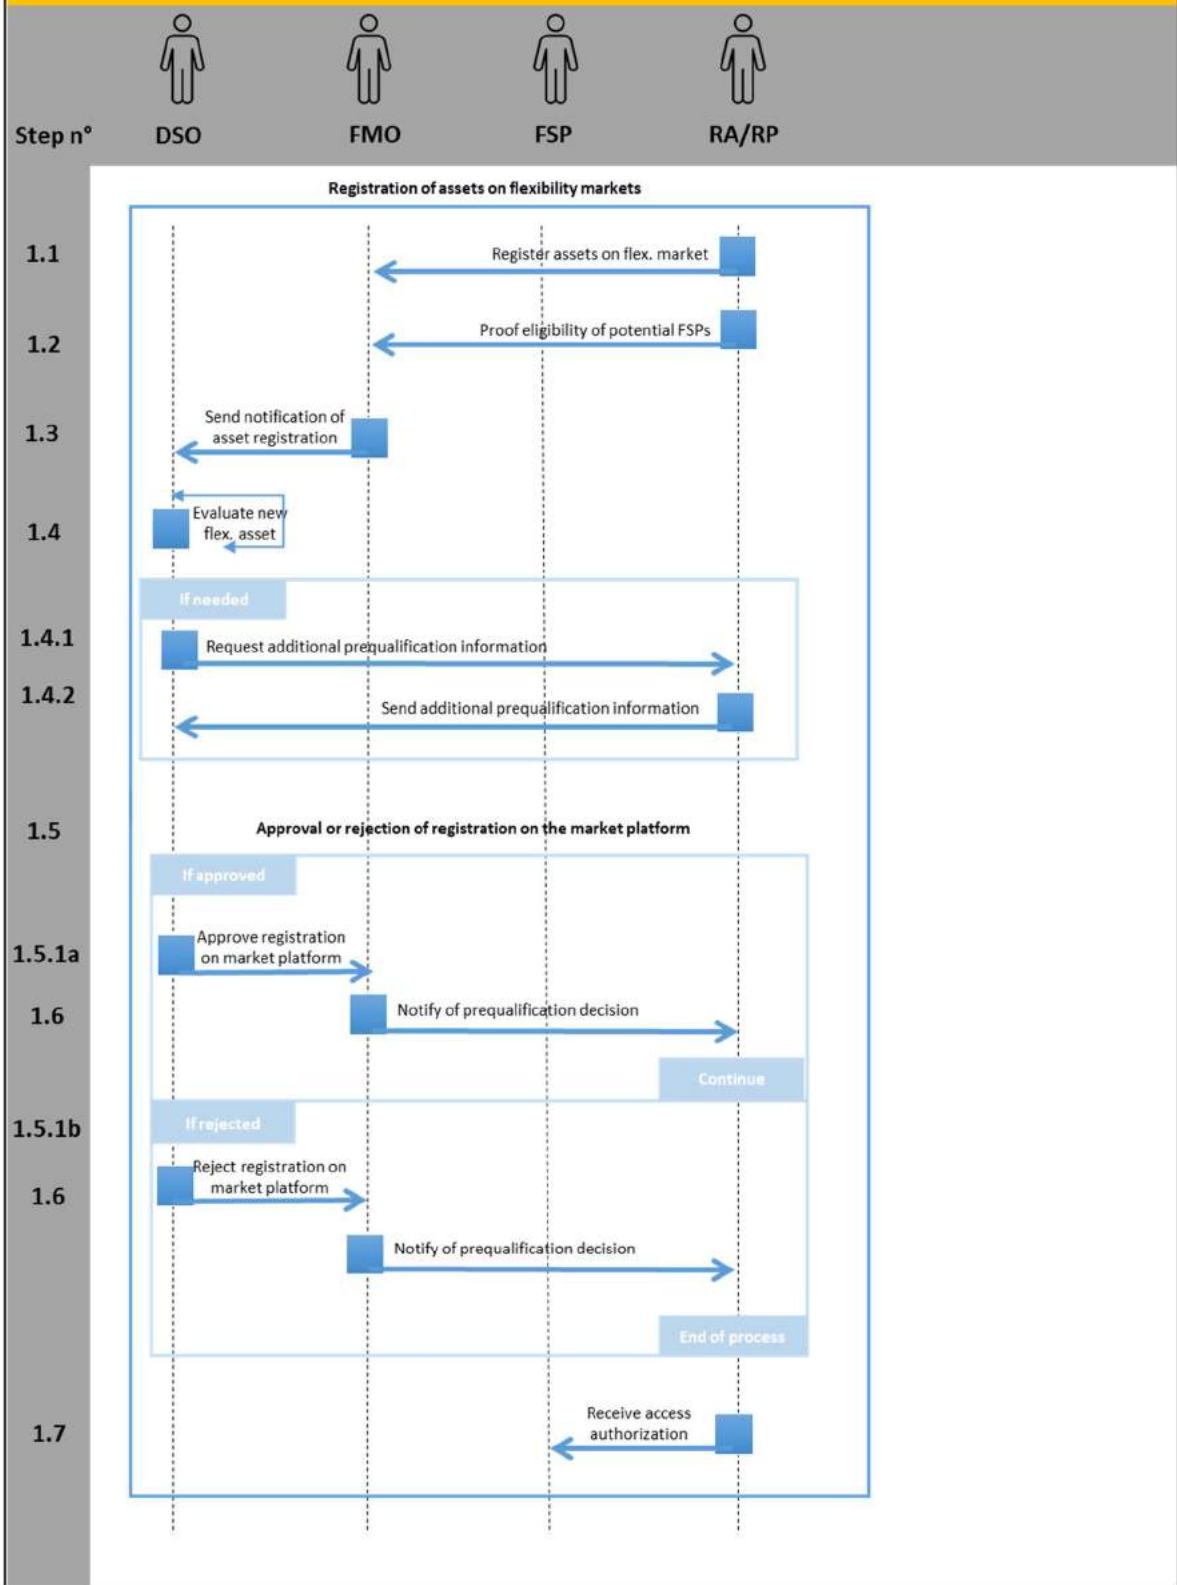 Step n° DSO FMO FSP RA/RP
Registration of assets on flexibility markets
1.1
Register assets on flex. market
1.2
Proof eligibility of potential FSPs
1.3
Send notification of
asset registration
1.4
Evaluate new
flex. asset
If needed
1.4.1
Request additional prequalification information
1.4.2
Send additional prequalification information
1.5
Approval or rejection of registration on the market platform
If approved
1.5.1a
Approve registration
on market platform
1.6
Notify of prequalification decision
Continue
1.5.1b
If rejected
1.6
Reject registration on
market platform
Notify of prequalification decision
End of process
1.7
Receive access
authorization